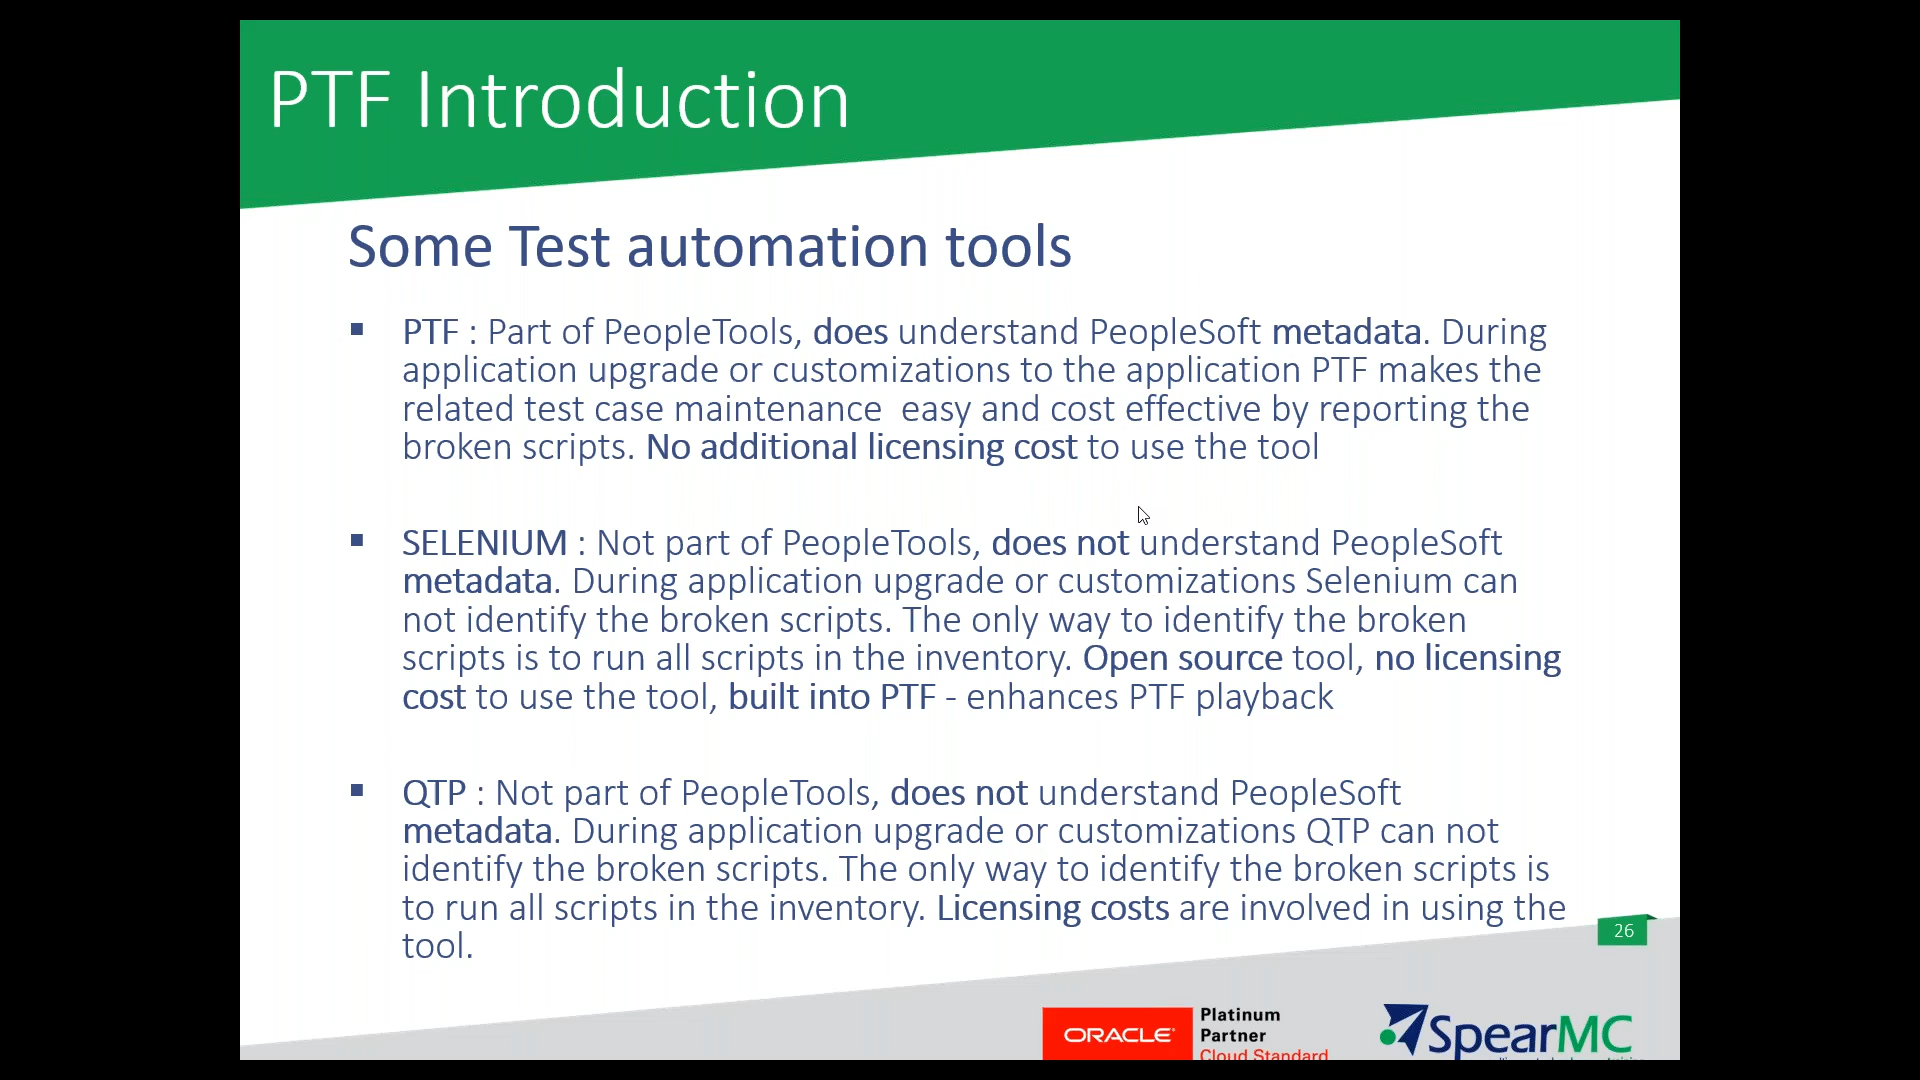 PTF Introduction
Some Test automation tools
▪ PTF : Part of PeopleTools, does understand PeopleSoft metadata. During
application upgrade or customizations to the application PTF makes the
related test case maintenance  easy and cost effective by reporting the
broken scripts. No additional licensing cost to use the tool
▪ SELENIUM : Not part of PeopleTools, does not understand PeopleSoft
metadata. During application upgrade or customizations Selenium can
not identify the broken scripts. The only way to identify the broken
scripts is to run all scripts in the inventory. Open source tool, no licensing
cost to use the tool, built into PTF - enhances PTF playback
▪ QTP : Not part of PeopleTools, does not understand PeopleSoft
metadata. During application upgrade or customizations QTP can not
identify the broken scripts. The only way to identify the broken scripts is
to run all scripts in the inventory. Licensing costs are involved in using the
tool.
26
ORACLE
Platinum
Partner
Cloud Standard
SpearMC